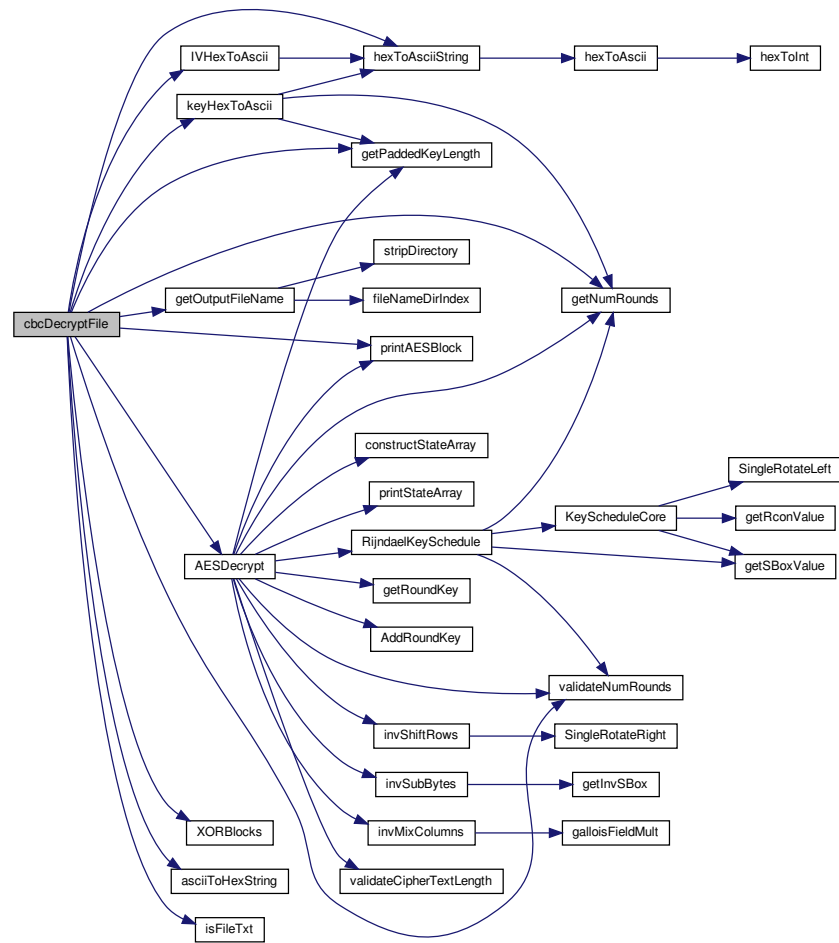 IVHexToAscii
hexToAsciiString
hexToAscii
hexToInt
keyHexToAscii
getPaddedKeyLength
stripDirectory
getOutputFileName
fileNameDirIndex
getNumRounds
cbcDecryptFile
printAESBlock
constructStateArray
SingleRotateLeft
printStateArray
KeyScheduleCore
getRconValue
RijndaelKeySchedule
AESDecrypt
getSBoxValue
getRoundKey
AddRoundKey
validateNumRounds
invShiftRows
SingleRotateRight
invSubBytes
getInvSBox
XORBlocks
invMixColumns
galloisFieldMult
asciiToHexString
validateCipherTextLength
isFileTxt